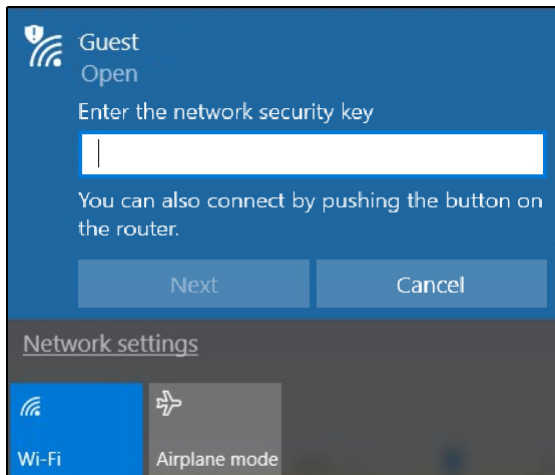 Guest
Open
Enter the network security key
You can also connect by pushing the button on
the router.
Next
Cancel
Network settings
Wi-Fi
Airplane mode